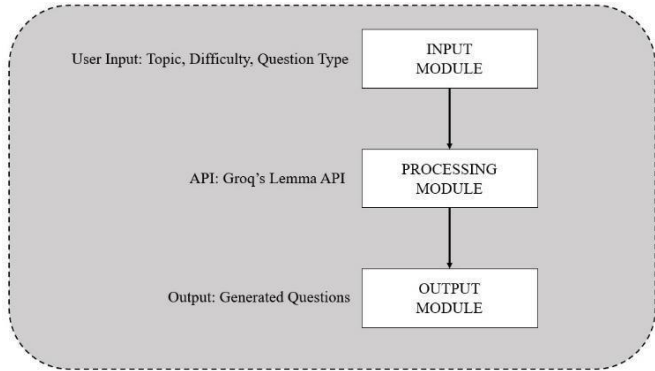 User Input: Topic, Difficulty, Question Type
INPUT
MODULE
API: Groq's Lemma API
PROCESSING
MODULE
Output: Generated Questions
OUTPUT
MODULE